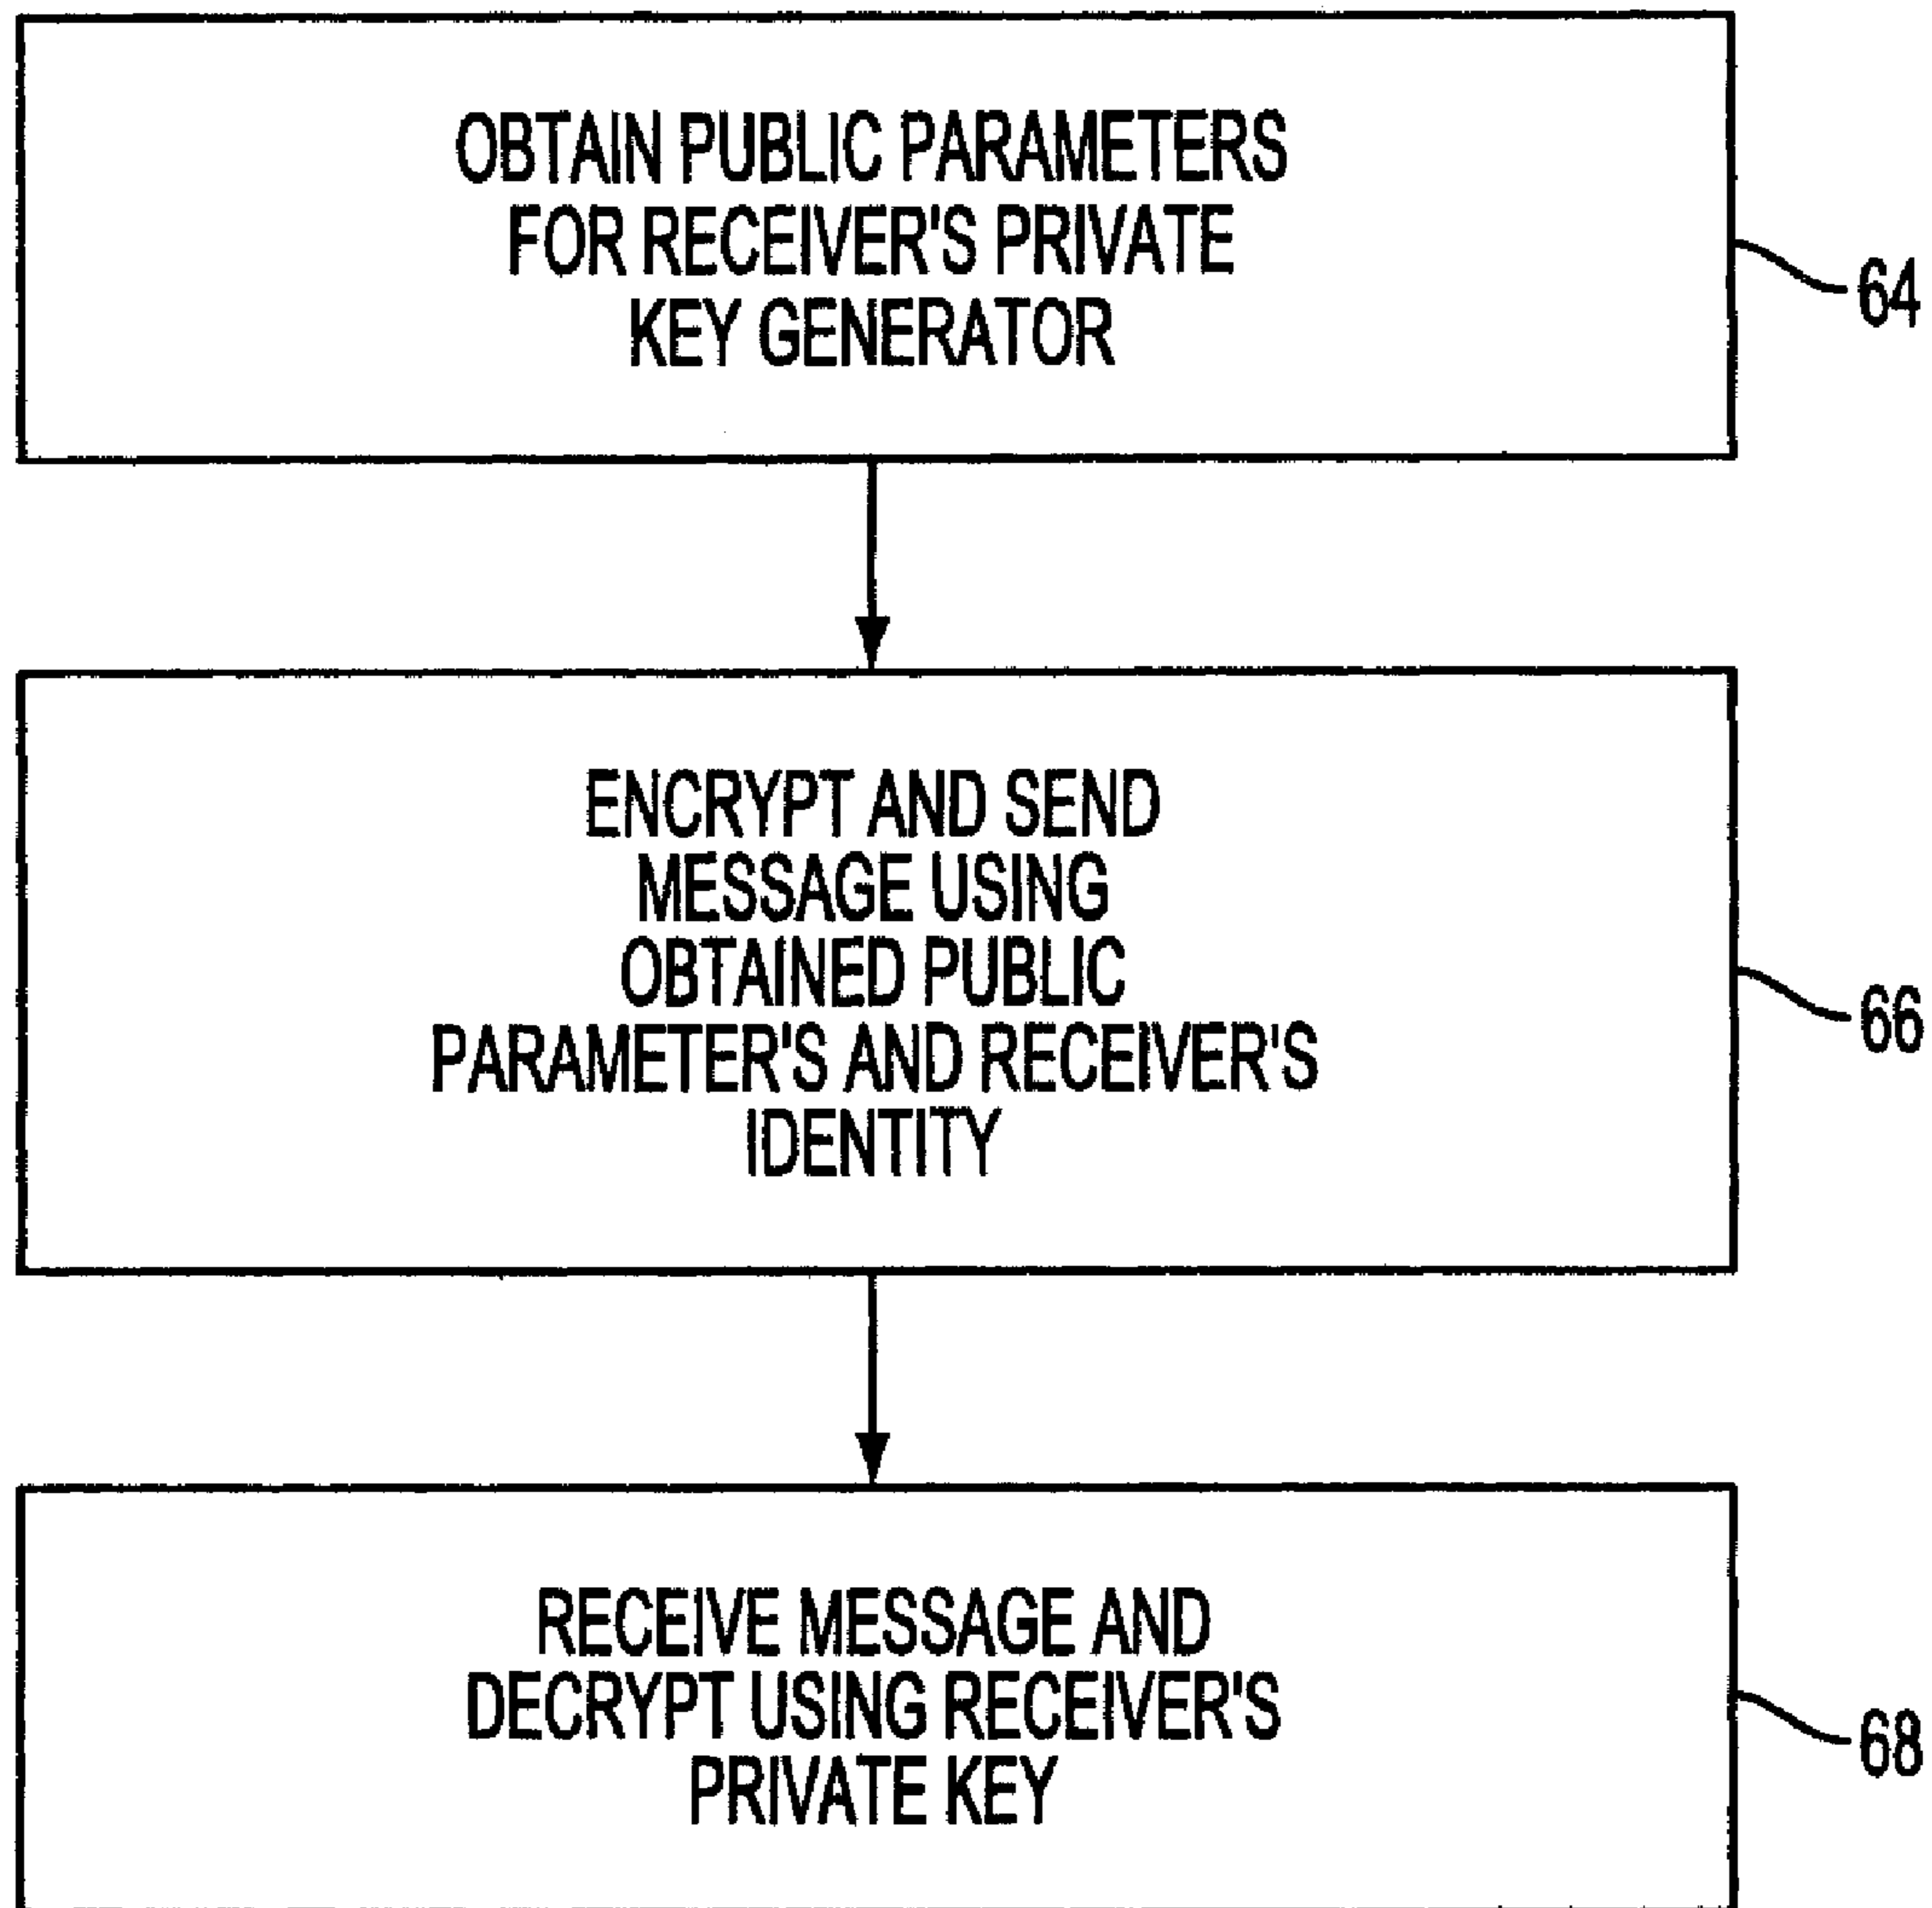 OBTAIN PUBLIC PARAMETERS
FOR RECEIVER'S PRIVATE
KEY GENERATOR
64
ENCRYPT AND SEND
MESSAGE USING
OBTAINED PUBLIC
PARAMETER'S AND RECEIVER'S
IDENTITY
66
RECEIVE MESSAGE AND
DECRYPT USING RECEIVER'S
PRIVATE KEY
68